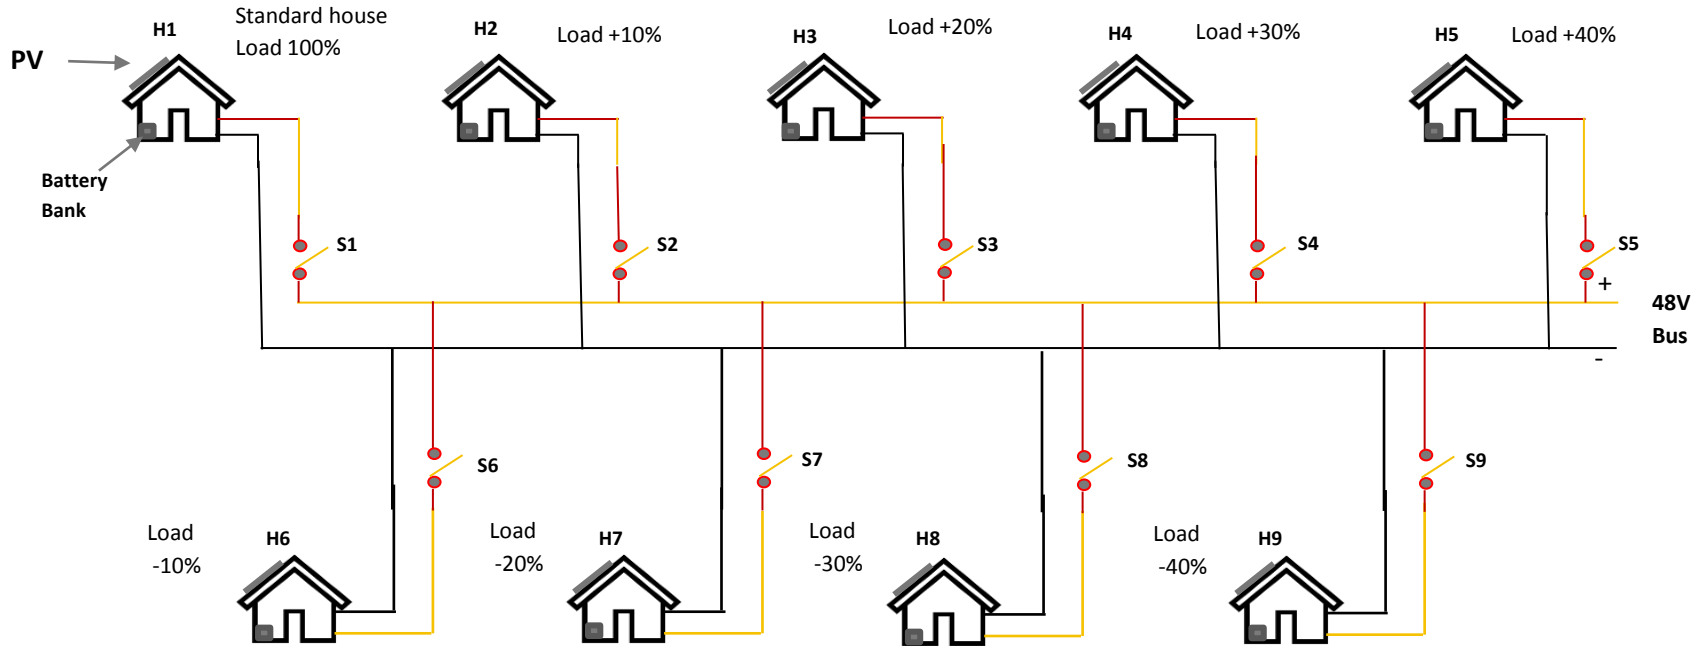 PV
H1
Standard house
Load 100%
H2
Load +10%
H3
Load +20%
H4
Load +30%
H5
Load +40%
Battery
Bank
S1
S2
S3
S4
S5
+
48V
Bus
-
S6
S7
S8
S9
Load
-10%
H6
Load
-20%
H7
Load
-30%
H8
Load
-40%
H9